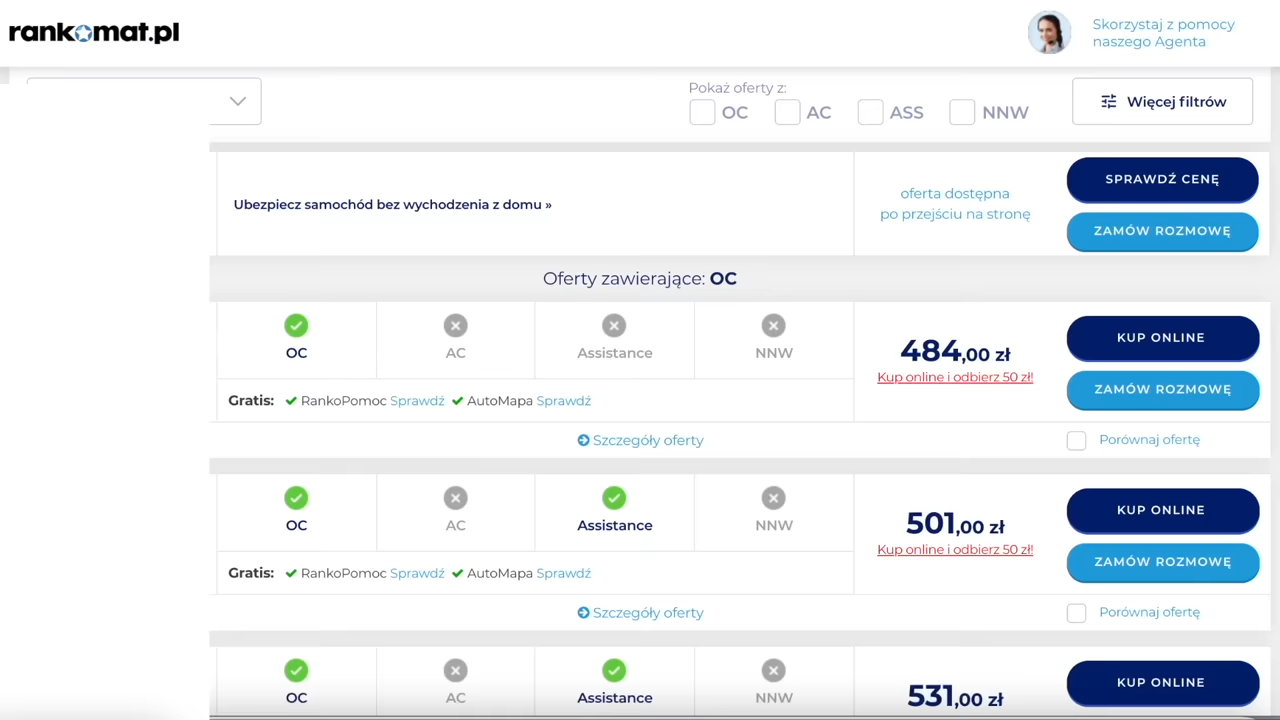 rankomat.pl
Skorzystaj z pomocy
naszego Agenta
Pokaż oferty z:
OC
AC
ASS
NNW
Więcej filtrów
Ubezpiecz samochód bez wychodzenia z domu »
oferta dostępna
po przejściu na stronę
SPRAWDŹ CENĘ
ZAMÓW ROZMOWĘ
Oferty zawierające: OC
OC
AC
Assistance
NNW
484,00 zł
Kup online i odbierz 50 zł!
KUP ONLINE
ZAMÓW ROZMOWĘ
Gratis: RankoPomoc Sprawdź AutoMapa Sprawdź
Szczegóły oferty
Porównaj ofertę
OC
AC
Assistance
NNW
501,00 zł
Kup online i odbierz 50 zł!
KUP ONLINE
ZAMÓW ROZMOWĘ
Gratis: RankoPomoc Sprawdź AutoMapa Sprawdź
Szczegóły oferty
Porównaj ofertę
OC
AC
Assistance
NNW
531,00 zł
KUP ONLINE